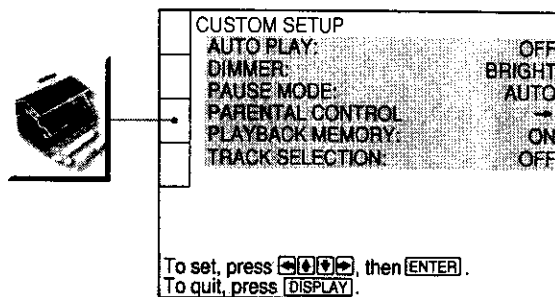 CUSTOM SETUP
AUTO PLAY: OFF
DIMMER: BRIGHT
PAUSE MODE: AUTO
PARENTAL CONTROL →
PLAYBACK MEMORY: ON
TRACK SELECTION: OFF
To set, press ←↑↓→, then ENTER.
To quit, press DISPLAY.